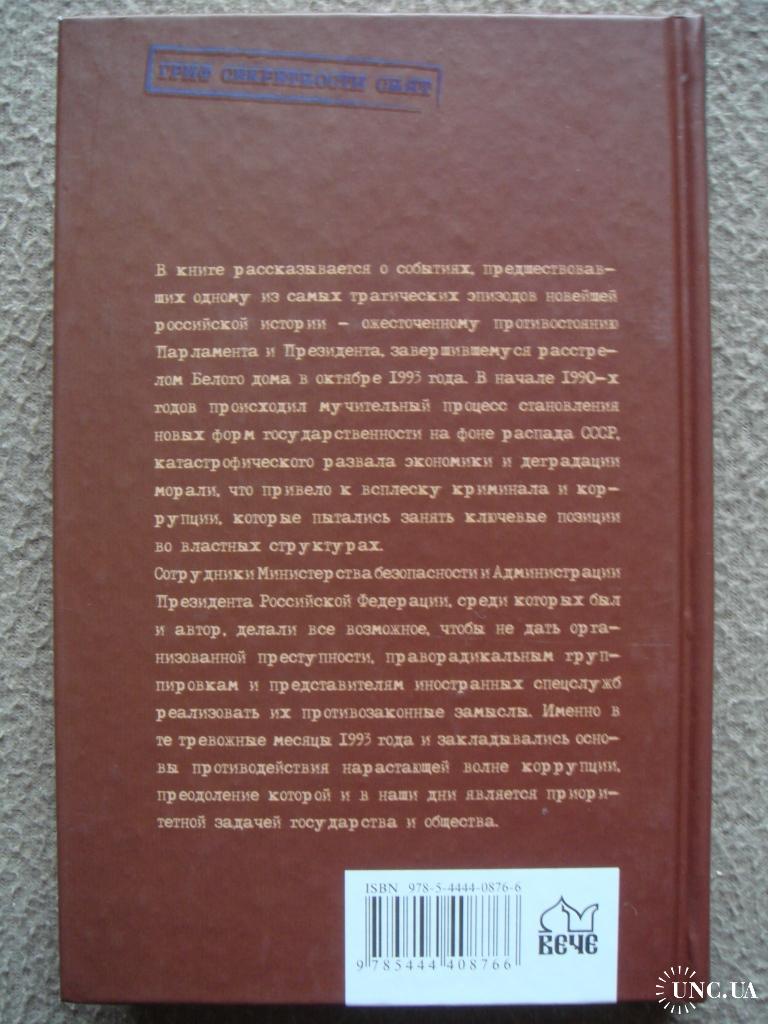 ГРИФ СЕКРЕТНОСТИ СНЯТ
В книге рассказывается о событиях, предшествовав-
ших одному из самых трагических эпизодов новейшей
российской истории – ожесточенному противостоянию
Парламента и Президента, завершившемуся расстре-
лом Белого дома в октябре 1993 года. В начале 1990-х
годов происходил мучительный процесс становления
новых форм государственности на фоне распада СССР,
катастрофического развала экономики и деградации
морали, что привело к всплеску криминала и кор-
рупции, которые пытались занять ключевые позиции
во властных структурах.
Сотрудники Министерства безопасности и Администрации
Президента Российской Федерации, среди которых был
и автор, делали все возможное, чтобы не дать орга-
низованной преступности, праворадикальным груп-
пировкам и представителям иностранных спецслужб
реализовать их противозаконные замыслы. Именно в
те тревожные месяцы 1993 года и закладывались осно-
вы противодействия нарастающей волне коррупции,
преодоление которой и в наши дни является приори-
тетной задачей государства и общества.
ISBN 978-5-4444-0876-6
9 785444 408766
ВЕЧЕ
UNC.UA